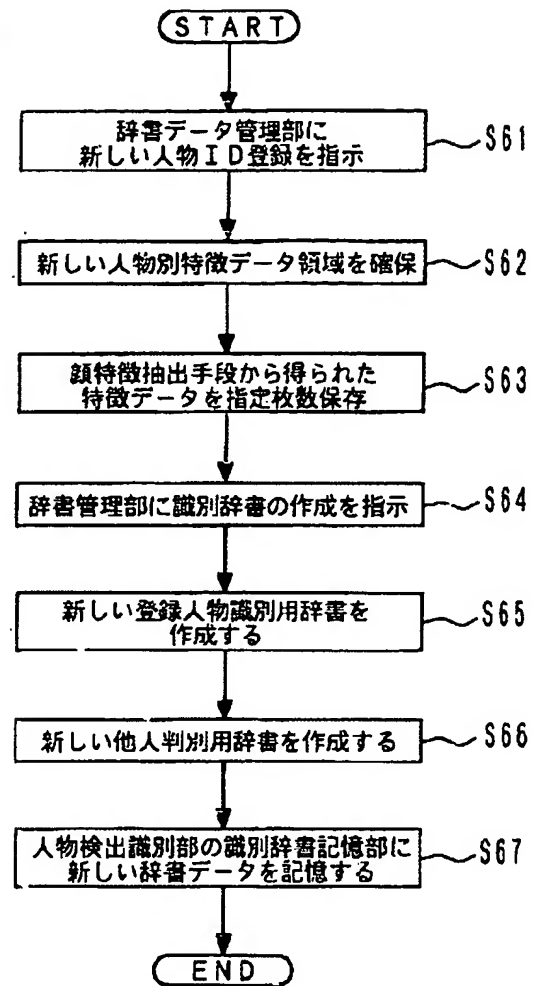 START
辞書データ管理部に
新しい人物ID登録を指示
S61
新しい人物別特徴データ領域を確保
S62
顔特徴抽出手段から得られた
特徴データを指定枚数保存
S63
辞書管理部に識別辞書の作成を指示
S64
新しい登録人物識別用辞書を
作成する
S65
新しい他人判別用辞書を作成する
S66
人物検出識別部の識別辞書記憶部に
新しい辞書データを記憶する
S67
END